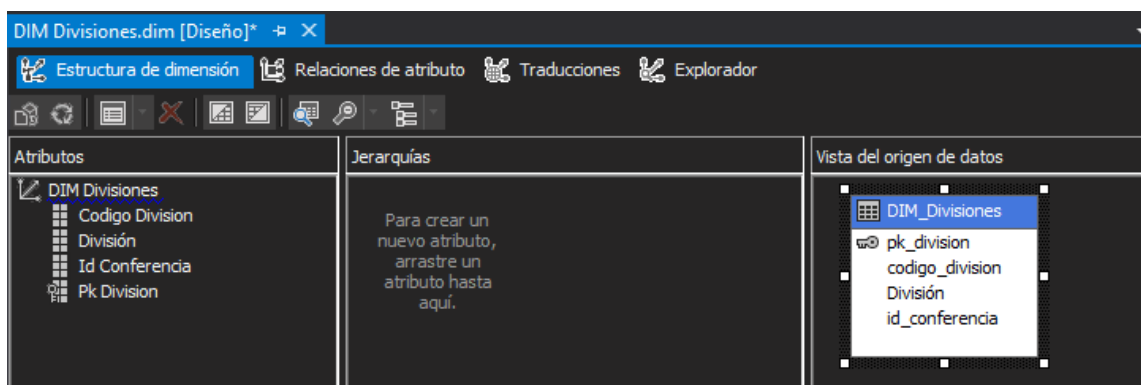 DIM Divisiones.dim [Diseño]*
Estructura de dimensión Relaciones de atributo Traducciones Explorador
Atributos
DIM Divisiones
Codigo Division
División
Id Conferencia
Pk Division
Jerarquías
Para crear un
nuevo atributo,
arrastre un
atributo hasta
aquí.
Vista del origen de datos
DIM_Divisiones
pk_division
codigo_division
División
id_conferencia